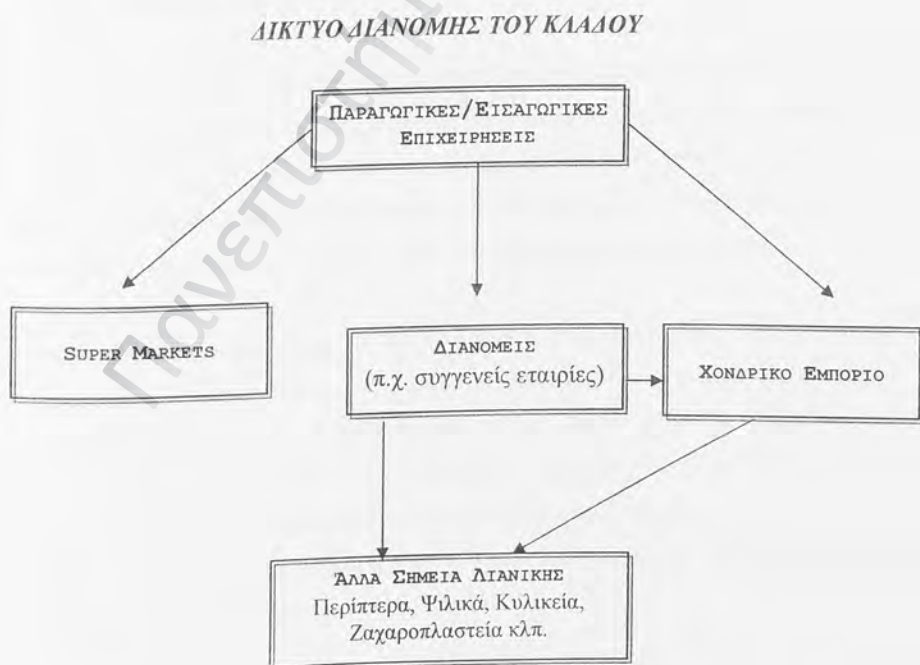 ΔΙΚΤΥΟ ΔΙΑΝΟΜΗΣ ΤΟΥ ΚΛΑΔΟΥ
ΠΑΡΑΓΩΓΙΚΕΣ/ΕΙΣΑΓΩΓΙΚΕΣ
ΕΠΙΧΕΙΡΗΣΕΙΣ
SUPER MARKETS
ΔΙΑΝΟΜΕΙΣ
(π.χ. συγγενείς εταιρίες)
ΧΟΝΔΡΙΚΟ ΕΜΠΟΡΙΟ
ΆΛΛΑ ΣΗΜΕΙΑ ΛΙΑΝΙΚΗΣ
Περίπτερα, Ψιλικά, Κυλικεία,
Ζαχαροπλαστεία κλπ.